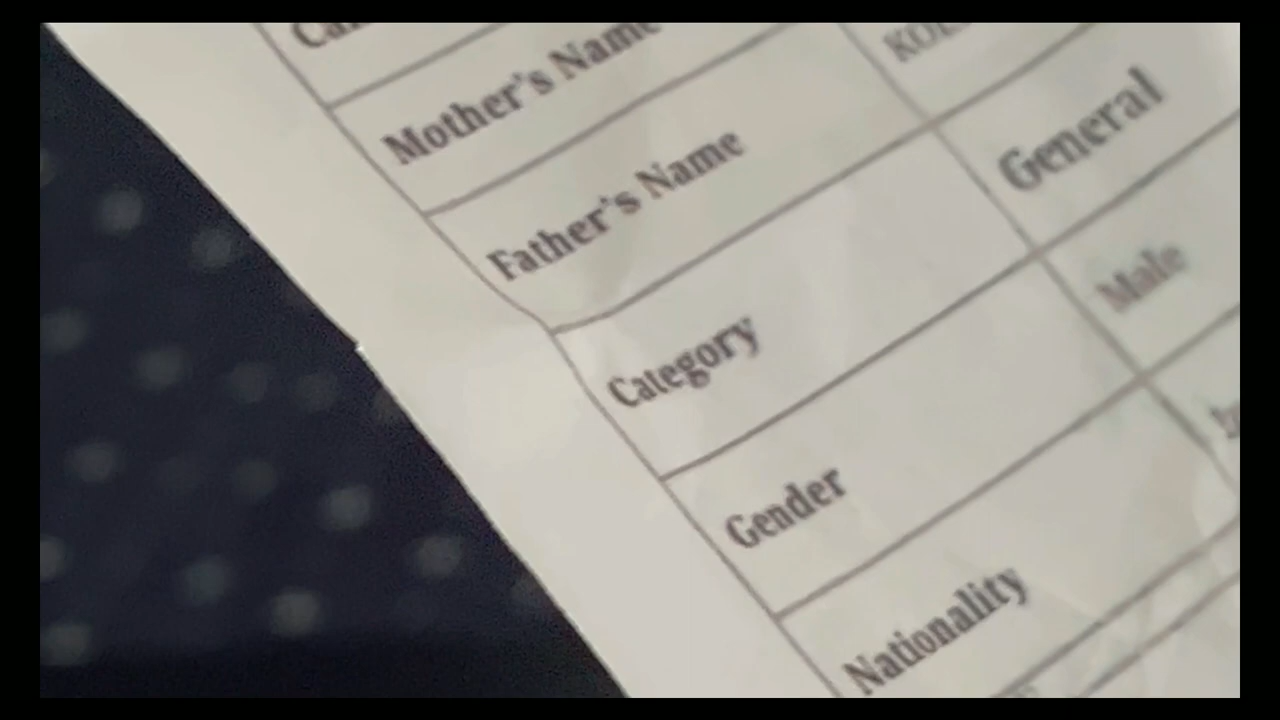 Mother's Name
Father's Name
Category General
Gender Male
Nationality